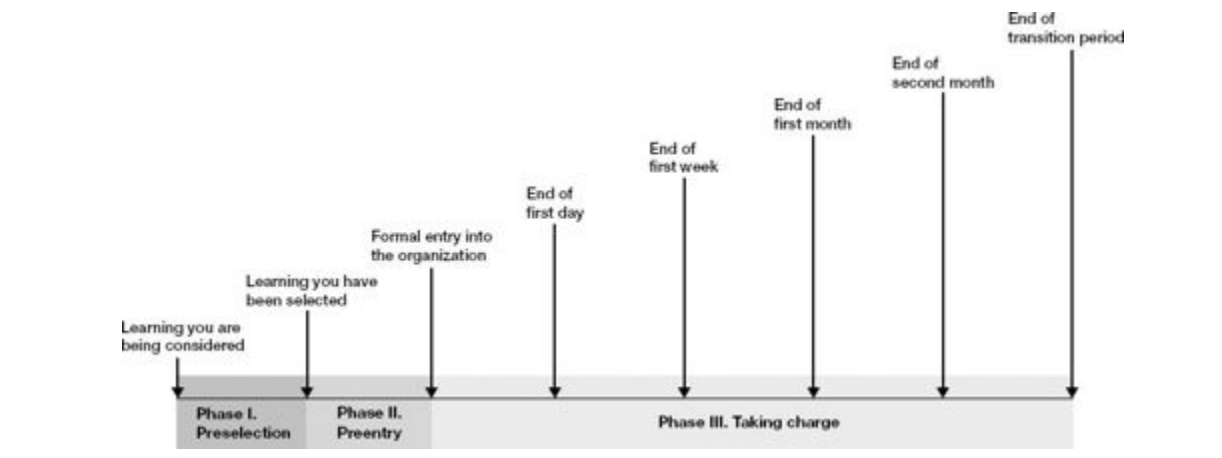 End of
transition period
End of
second month
End of
first month
End of
first week
End of
first day
Formal entry into
the organization
Learning you have
been selected
Learning you are
being considered
Phase I.
Preselection
Phase II.
Preentry
Phase III. Taking charge